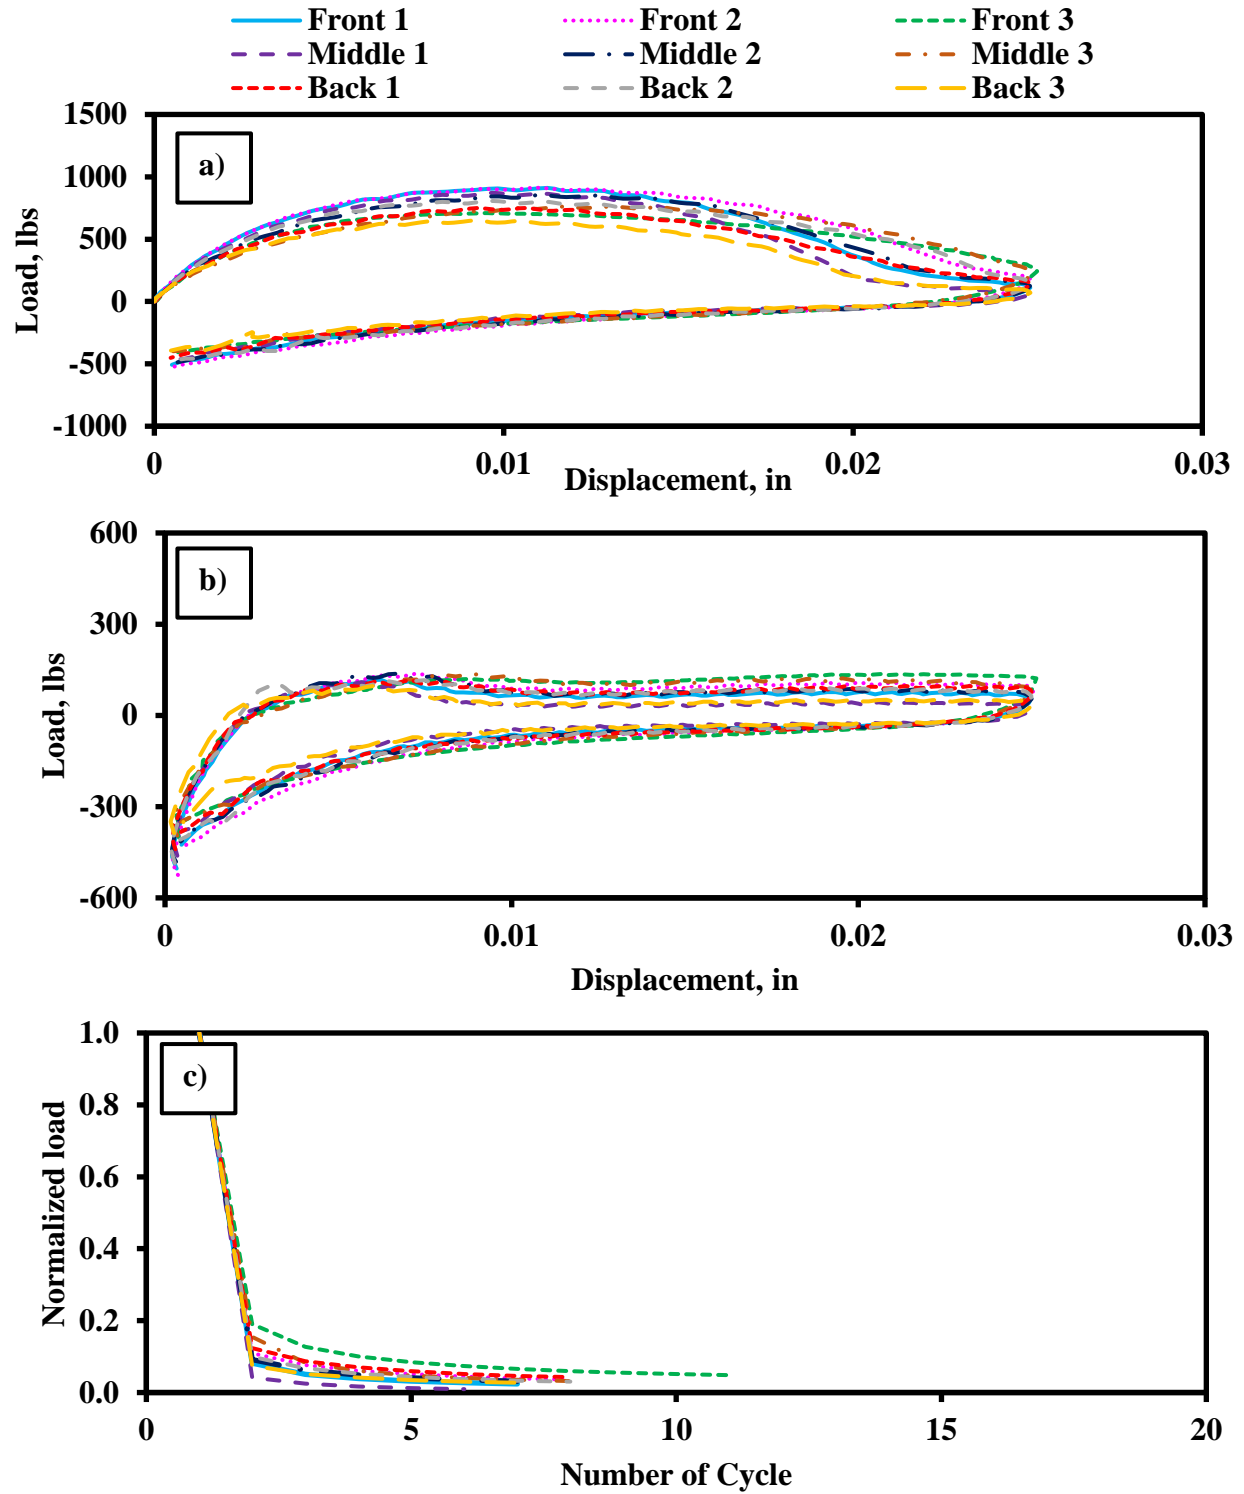 Front 1 Front 2 Front 3
Middle 1 Middle 2 Middle 3
Back 1 Back 2 Back 3
a)
Load, lbs
1500
1000
500
0
-500
-1000
0 0.01 0.02 0.03
Displacement, in
b)
Load, lbs
600
300
0
-300
-600
0 0.01 0.02 0.03
Displacement, in
c)
Normalized load
1.0
0.8
0.6
0.4
0.2
0.0
0 5 10 15 20
Number of Cycle